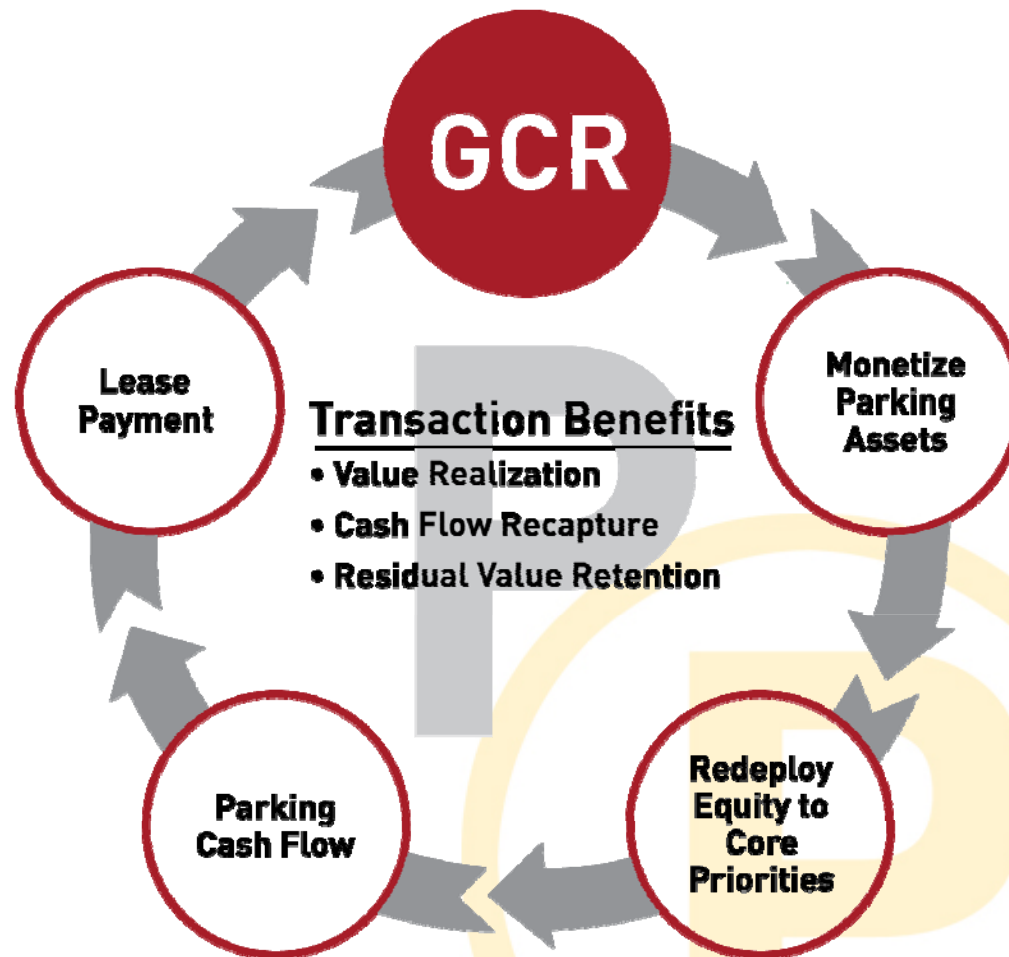 GCR
Monetize
Parking
Assets
Redeploy
Equity to
Core
Priorities
Parking
Cash Flow
Lease
Payment
Transaction Benefits
• Value Realization
• Cash Flow Recapture
• Residual Value Retention
P
P